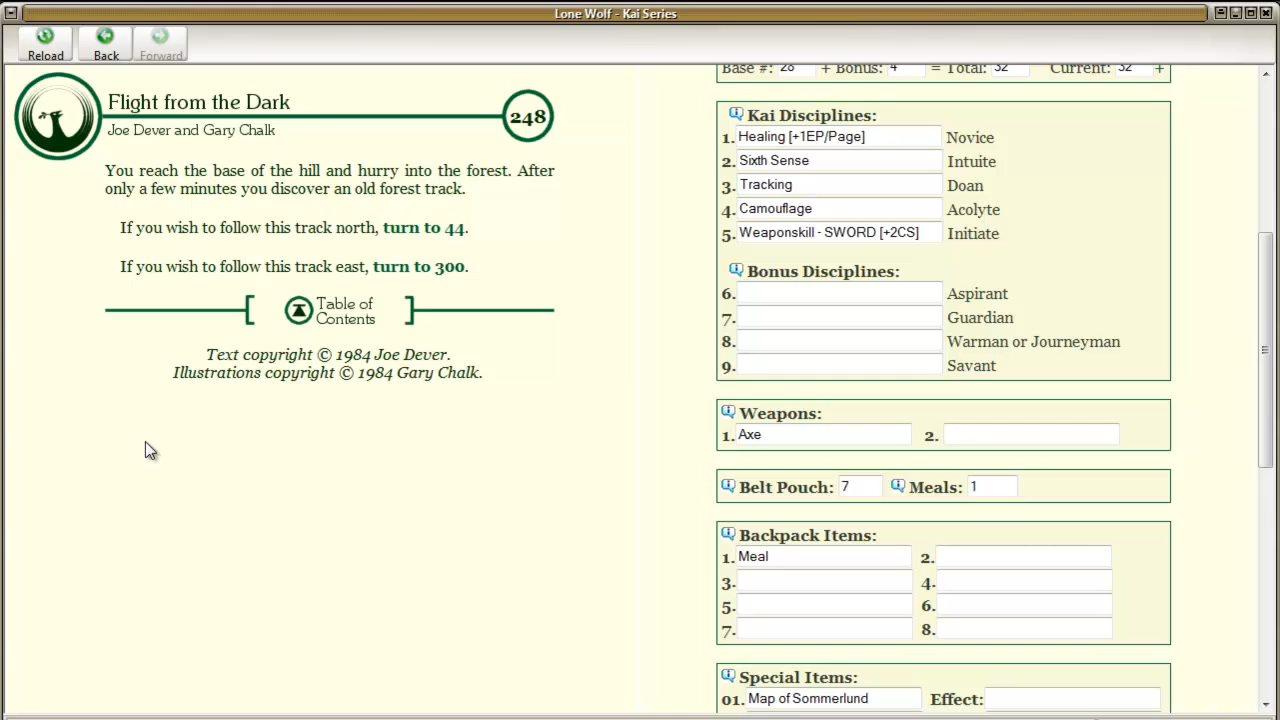 Lone Wolf - Kai Series
Reload Back Forward
Flight from the Dark
248
Joe Dever and Gary Chalk
You reach the base of the hill and hurry into the forest. After
only a few minutes you discover an old forest track.
If you wish to follow this track north, turn to 44.
If you wish to follow this track east, turn to 300.
Table of
Contents
Text copyright © 1984 Joe Dever.
Illustrations copyright © 1984 Gary Chalk.
Base #: 28 + Bonus: 4 = Total: 32 Current: 32 +
Kai Disciplines:
1. Healing [+1EP/Page] Novice
2. Sixth Sense Intuite
3. Tracking Doan
4. Camouflage Acolyte
5. Weaponskill - SWORD [+2CS] Initiate
Bonus Disciplines:
6. Aspirant
7. Guardian
8. Warman or Journeyman
9. Savant
Weapons:
1. Axe 2.
Belt Pouch: 7 Meals: 1
Backpack Items:
1. Meal 2.
3. 4.
5. 6.
7. 8.
Special Items:
01. Map of Sommerlund Effect: